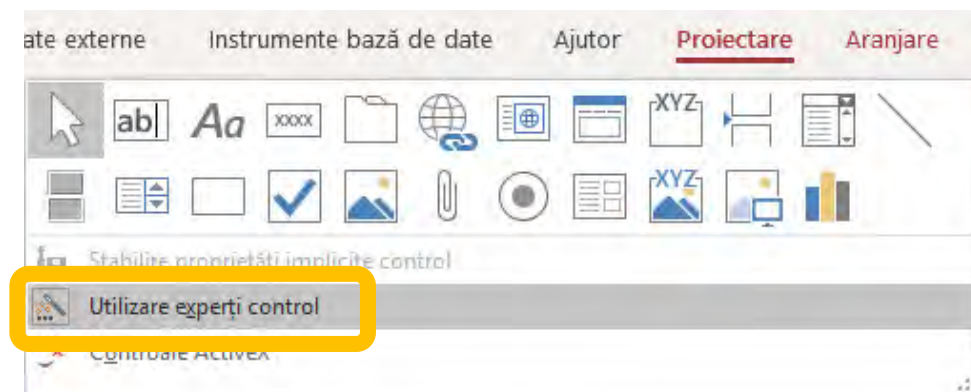 ate externe Instrumente bază de date Ajutor Proiectare Aranjare
ab Aa xxxx XYZ
XYZ
Stabilire proprietăți implicite control
Utilizare experți control
Controale ActiveX